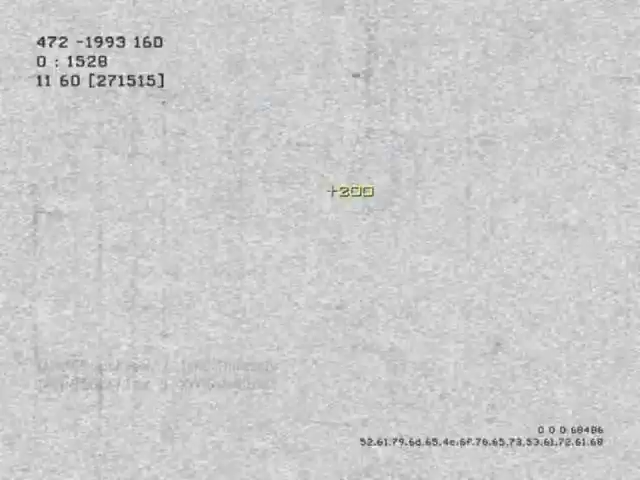 472 -1993 160
0 : 1528
11 60 [271515]
+200
0 0 0.68486
52.61.79.6d.65.4c.6f.76.65.73.53.61.72.61.68